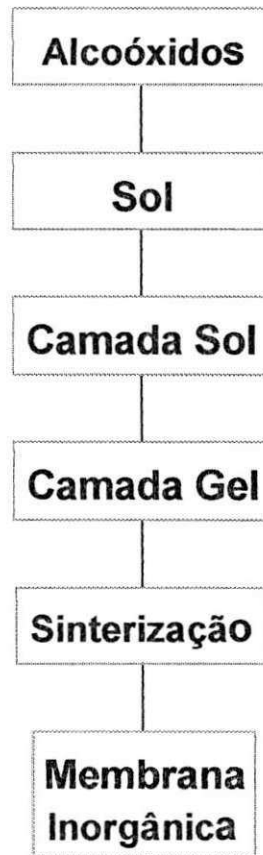 Alcoóxidos
Sol
Camada Sol
Camada Gel
Sinterização
Membrana
Inorgânica